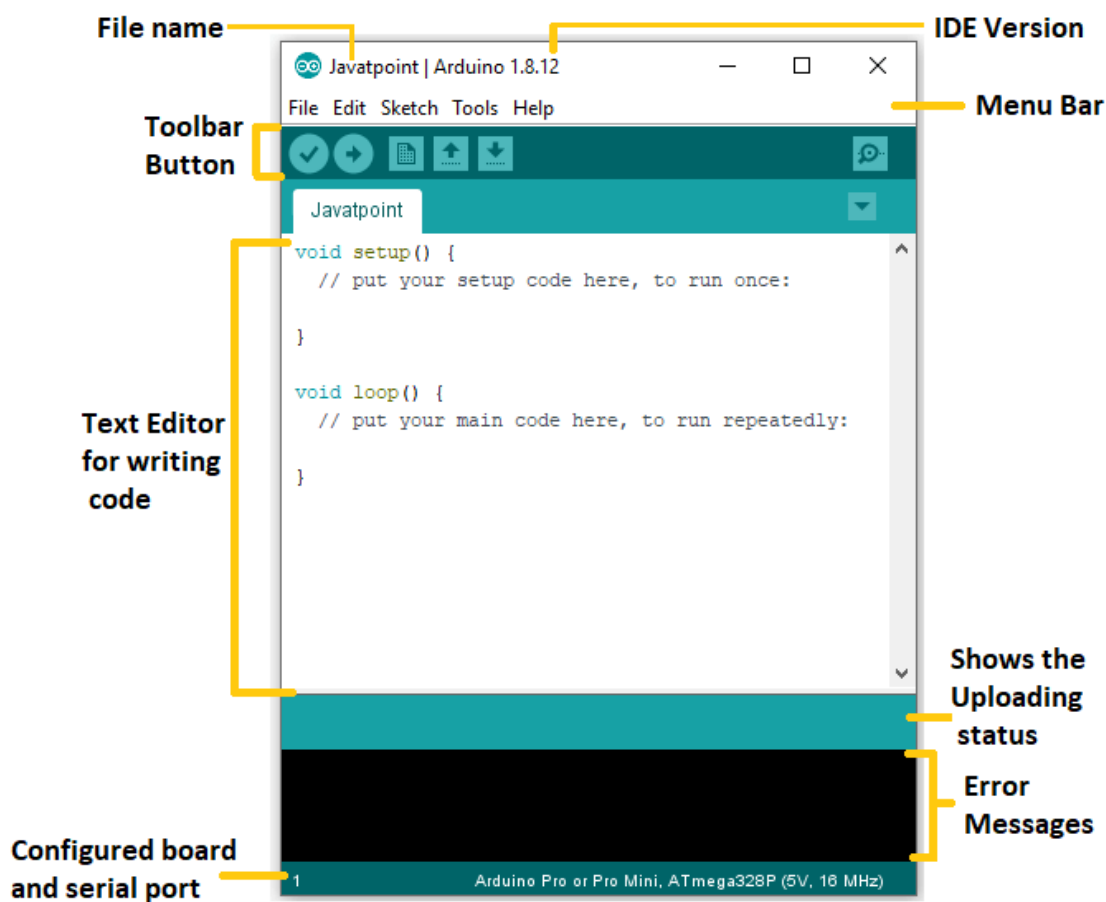 File name
IDE Version
Javatpoint | Arduino 1.8.12
File Edit Sketch Tools Help
Menu Bar
Toolbar
Button
Javatpoint
void setup() {
// put your setup code here, to run once:
}
void loop() {
// put your main code here, to run repeatedly:
}
Text Editor
for writing
code
Shows the
Uploading
status
Error
Messages
Configured board
and serial port
1
Arduino Pro or Pro Mini, ATmega328P (5V, 16 MHz)